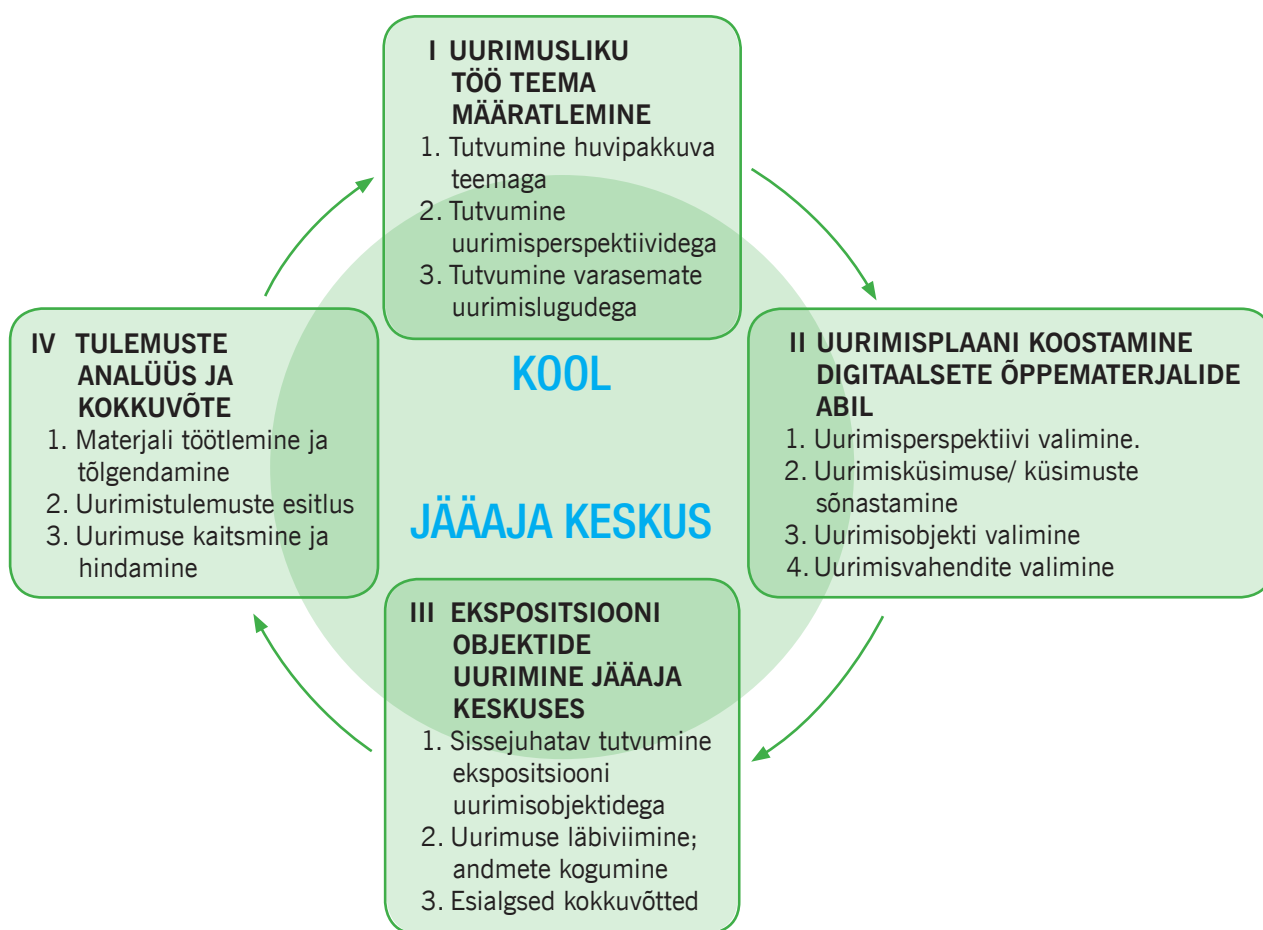 I UURIMUSLIKU
TÖÖ TEEMA
MÄÄRATLEMINE
1. Tutvumine huvipakkuva
teemaga
2. Tutvumine
uurimisperspektiividega
3. Tutvumine varasemate
uurimislugudega
II UURIMISPLAANI KOOSTAMINE
DIGITAALSETE ÕPPEMATERJALIDE
ABIL
1. Uurimisperspektiivi valimine.
2. Uurimisküsimuse/ küsimuste
sõnastamine
3. Uurimisobjekti valimine
4. Uurimisvahendite valimine
III EKSPOSITSIOONI
OBJEKTIDE
UURIMINE JÄÄAJA
KESKUSES
1. Sissejuhatav tutvumine
ekspositsiooni
uurimisobjektidega
2. Uurimuse läbiviimine;
andmete kogumine
3. Esialgsed kokkuvõtted
IV TULEMUSTE
ANALÜÜS JA
KOKKUVÕTE
1. Materjali töötlemine ja
tõlgendamine
2. Uurimistulemuste esitlus
3. Uurimuse kaitsmine ja
hindamine
KOOL
JÄÄAJA KESKUS